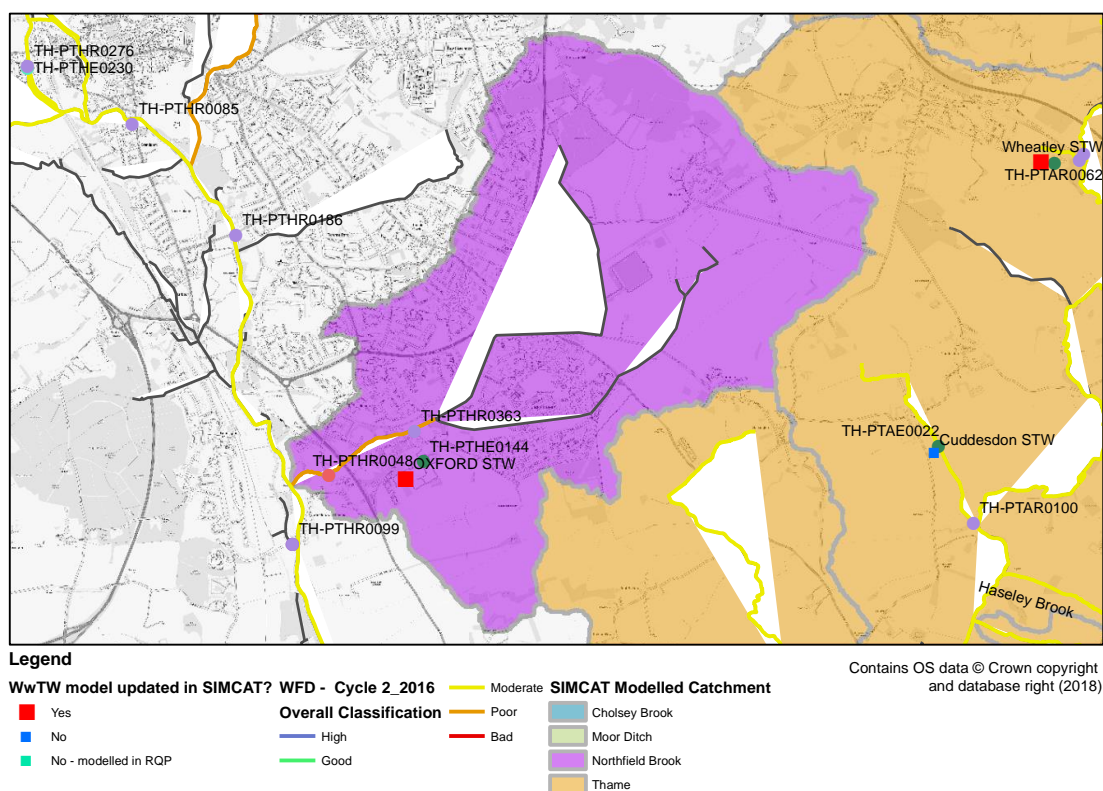 TH-PTHR0276
TH-PTHE0230
TH-PTHR0085
Wheatley STW
TH-PTAR0062
TH-PTHR0186
TH-PTHR0363
TH-PTAE0022
Cuddesdon STW
TH-PTHE0144
TH-PTHR0048
OXFORD STW
TH-PTAR0100
TH-PTHR0099
Haseley Brook
Legend
Contains OS data © Crown copyright
and database right (2018)
WwTW model updated in SIMCAT?
Yes
No
No - modelled in RQP
WFD - Cycle 2_2016
Overall Classification
High
Good
Moderate
Poor
Bad
SIMCAT Modelled Catchment
Cholsey Brook
Moor Ditch
Northfield Brook
Thame